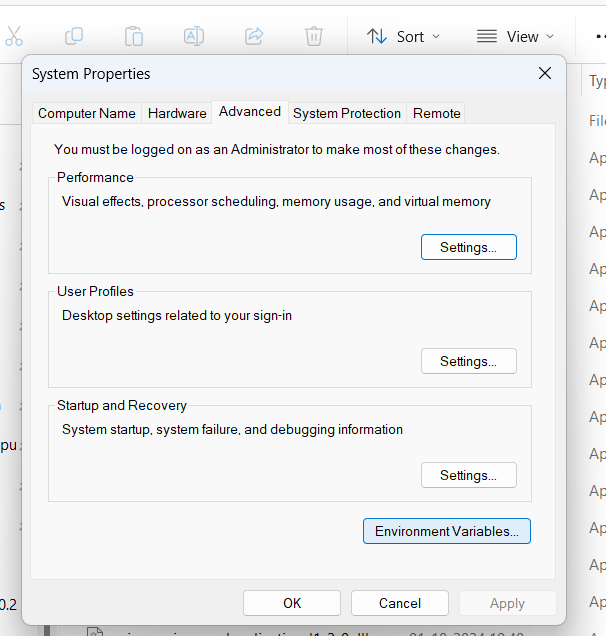 Sort
View
System Properties
Computer Name
Hardware
Advanced
System Protection
Remote
You must be logged on as an Administrator to make most of these changes.
Performance
Visual effects, processor scheduling, memory usage, and virtual memory
Settings...
User Profiles
Desktop settings related to your sign-in
Settings...
Startup and Recovery
System startup, system failure, and debugging information
Settings...
Environment Variables...
OK
Cancel
Apply
Ty
File
Ap
Ap
Ap
Ap
Ap
Ap
Ap
Ap
Ap
Ap
Ap
Ap
Ap
s
pu
0.2